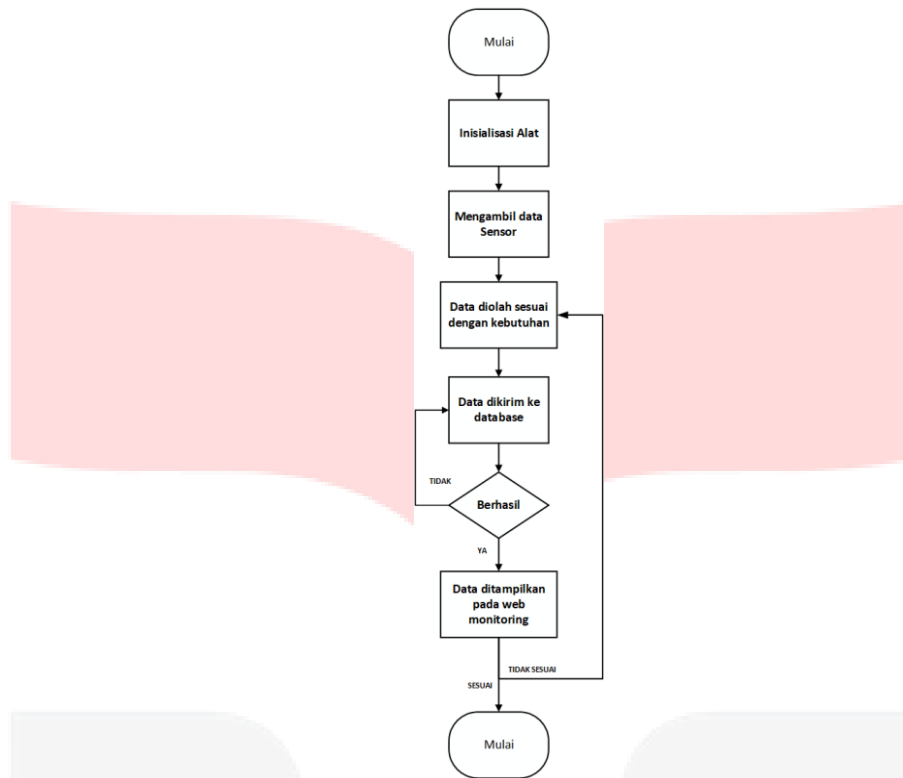 Mulai
Inisialisasi Alat
Mengambil data
Sensor
Data diolah sesuai
dengan kebutuhan
Data dikirim ke
database
TIDAK
Berhasil
YA
Data ditampilkan
pada web
monitoring
TIDAK SESUAI
SESUAI
Mulai